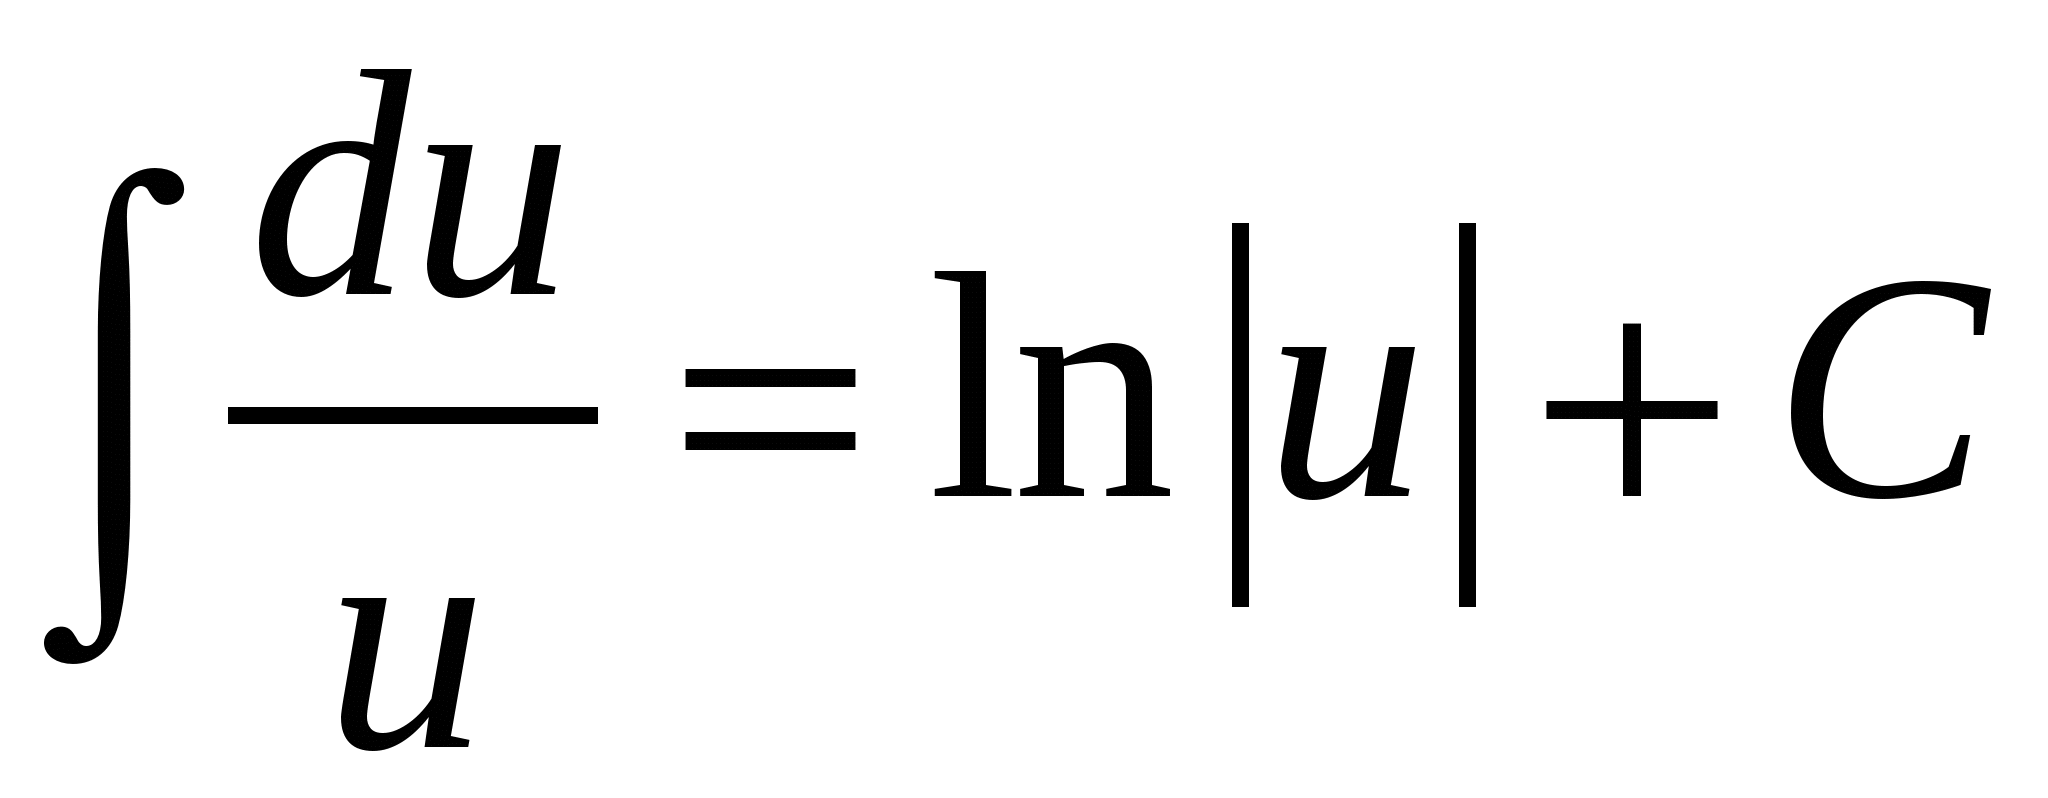 ∫ du/u = ln|u| + C